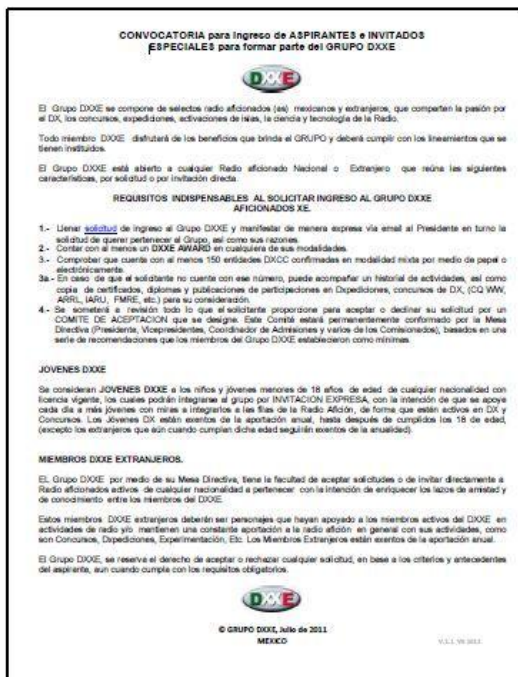 CONVOCATORIA para Ingreso de ASPIRANTES e INVITADOS
ESPECIALES para formar parte del GRUPO DXXE
DXXE
El Grupo DXXE se compone de selectos radio aficionados (as) mexicanos y extranjeros, que comparten la pasión por
el DX, los concursos, expediciones, activaciones de islas, la ciencia y tecnología de la Radio.
Todo miembro DXXE disfrutará de los beneficios que brinda el GRUPO y deberá cumplir con los lineamientos que se
tienen instituidos.
El Grupo DXXE está abierto a cualquier Radio aficionado Nacional o Extranjero que reúna las siguientes
características, por solicitud o por invitación directa.
REQUISITOS INDISPENSABLES AL SOLICITAR INGRESO AL GRUPO DXXE
AFICIONADOS XE.
1.- Llenar solicitud de ingreso al Grupo DXXE y manifestar de manera expresa vía email al Presidente en turno la
solicitud de querer pertenecer al Grupo, así como sus razones.
2.- Contar con al menos un DXXE AWARD en cualquiera de sus modalidades.
3.- Comprobar que cuenta con al menos 150 entidades DXCC confirmadas en modalidad mixta por medio de papel o
electrónicamente.
3a.- En caso de que el solicitante no cuente con ese número, puede acompañar un historial de actividades, así como
copia de certificados, diplomas y publicaciones de participaciones en Dxpediciones, concursos de DX, (CQ WW,
ARRL, IARU, FMRE, etc.) para su consideración.
4.- Se someterá a revisión todo lo que el solicitante proporcione para aceptar o declinar su solicitud por un
COMITE DE ACEPTACION que se designe. Este Comité estará permanentemente conformado por la Mesa
Directiva (Presidente, Vicepresidentes, Coordinador de Admisiones y varios de los Comisionados), basados en una
serie de recomendaciones que los miembros del Grupo DXXE establecieron como mínimas.
JOVENES DXXE
Se consideran JOVENES DXXE a los niños y jóvenes menores de 18 años de edad de cualquier nacionalidad con
licencia vigente, los cuales podrán integrarse al grupo por INVITACION EXPRESA, con la intención de que se apoye
cada día a más jóvenes con miras a integrarlos a las filas de la Radio Afición, de forma que están activos en DX y
Concursos. Los Jóvenes DX están exentos de la aportación anual, hasta después de cumplidos los 18 de edad,
(excepto los extranjeros que aún cuando cumplan dicha edad seguirán exentos de la anualidad).
MIEMBROS DXXE EXTRANJEROS.
EL Grupo DXXE por medio de su Mesa Directiva, tiene la facultad de aceptar solicitudes o de invitar directamente a
Radio aficionados activos de cualquier nacionalidad a pertenecer con la intención de enriquecer los lazos de amistad y
de conocimiento entre los miembros del DXXE.
Estos miembros DXXE extranjeros deberán ser personajes que hayan apoyado a los miembros activos del DXXE en
actividades de radio y/o mantienen una constante aportación a la radio afición en general con sus actividades, como
son Concursos, Dxpediciones, Experimentación, Etc. Los Miembros Extranjeros están exentos de la aportación anual.
El Grupo DXXE, se reserva el derecho de aceptar o rechazar cualquier solicitud, en base a los criterios y antecedentes
del aspirante, aun cuando cumpla con los requisitos obligatorios.
DXXE
© GRUPO DXXE, Julio de 2011
MEXICO